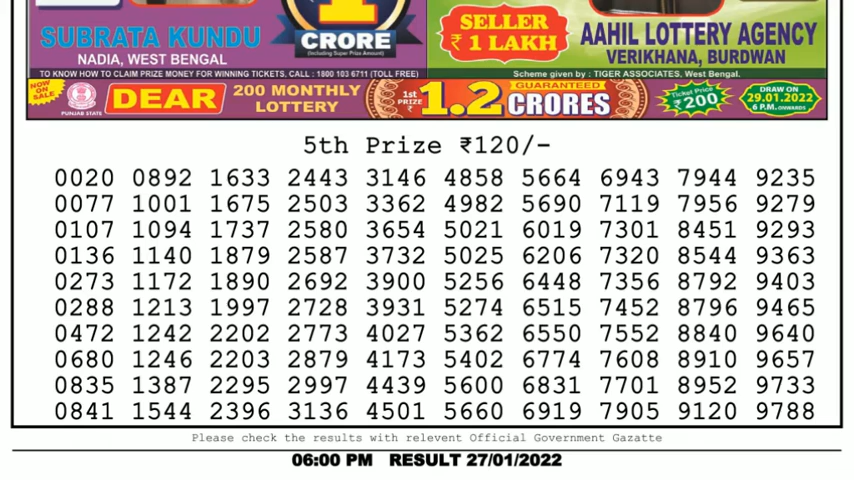 1
CRORE
(Including Super Prize Amount)
SUBRATA KUNDU
NADIA, WEST BENGAL
SELLER
₹ 1 LAKH
AAHIL LOTTERY AGENCY
VERIKHANA, BURDWAN
TO KNOW HOW TO CLAIM PRIZE MONEY FOR WINNING TICKETS, CALL : 1800 103 6711 (TOLL FREE)
Scheme given by : TIGER ASSOCIATES, West Bengal.
NOW ON SALE
PUNJAB STATE
DEAR
200 MONTHLY
LOTTERY
1st PRIZE ₹
1.2
GUARANTEED
CRORES
Ticket Price
₹200
DRAW ON
29.01.2022
6 P.M. ONWARDS
5th Prize ₹120/-
0020 0892 1633 2443 3146 4858 5664 6943 7944 9235
0077 1001 1675 2503 3362 4982 5690 7119 7956 9279
0107 1094 1737 2580 3654 5021 6019 7301 8451 9293
0136 1140 1879 2587 3732 5025 6206 7320 8544 9363
0273 1172 1890 2692 3900 5256 6448 7356 8792 9403
0288 1213 1997 2728 3931 5274 6515 7452 8796 9465
0472 1242 2202 2773 4027 5362 6550 7552 8840 9640
0680 1246 2203 2879 4173 5402 6774 7608 8910 9657
0835 1387 2295 2997 4439 5600 6831 7701 8952 9733
0841 1544 2396 3136 4501 5660 6919 7905 9120 9788
Please check the results with relevent Official Government Gazatte
06:00 PM RESULT 27/01/2022